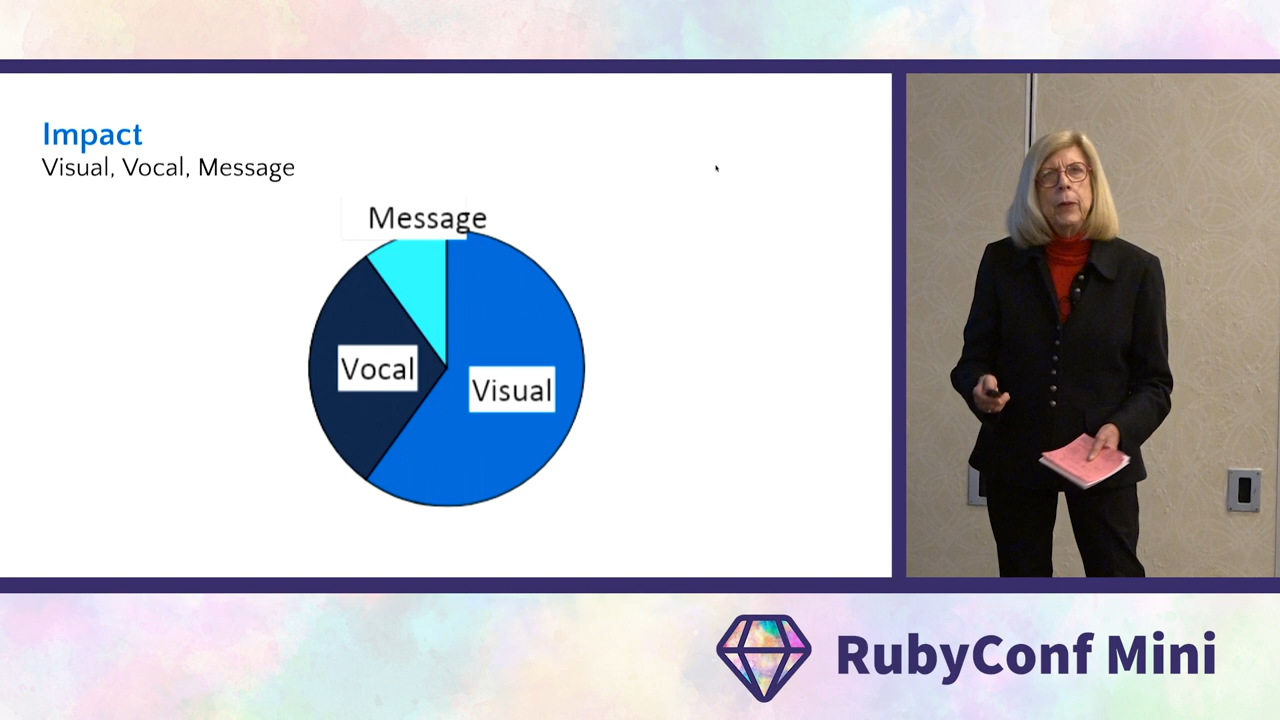 Impact
Visual, Vocal, Message
Message
Vocal
Visual
RubyConf Mini